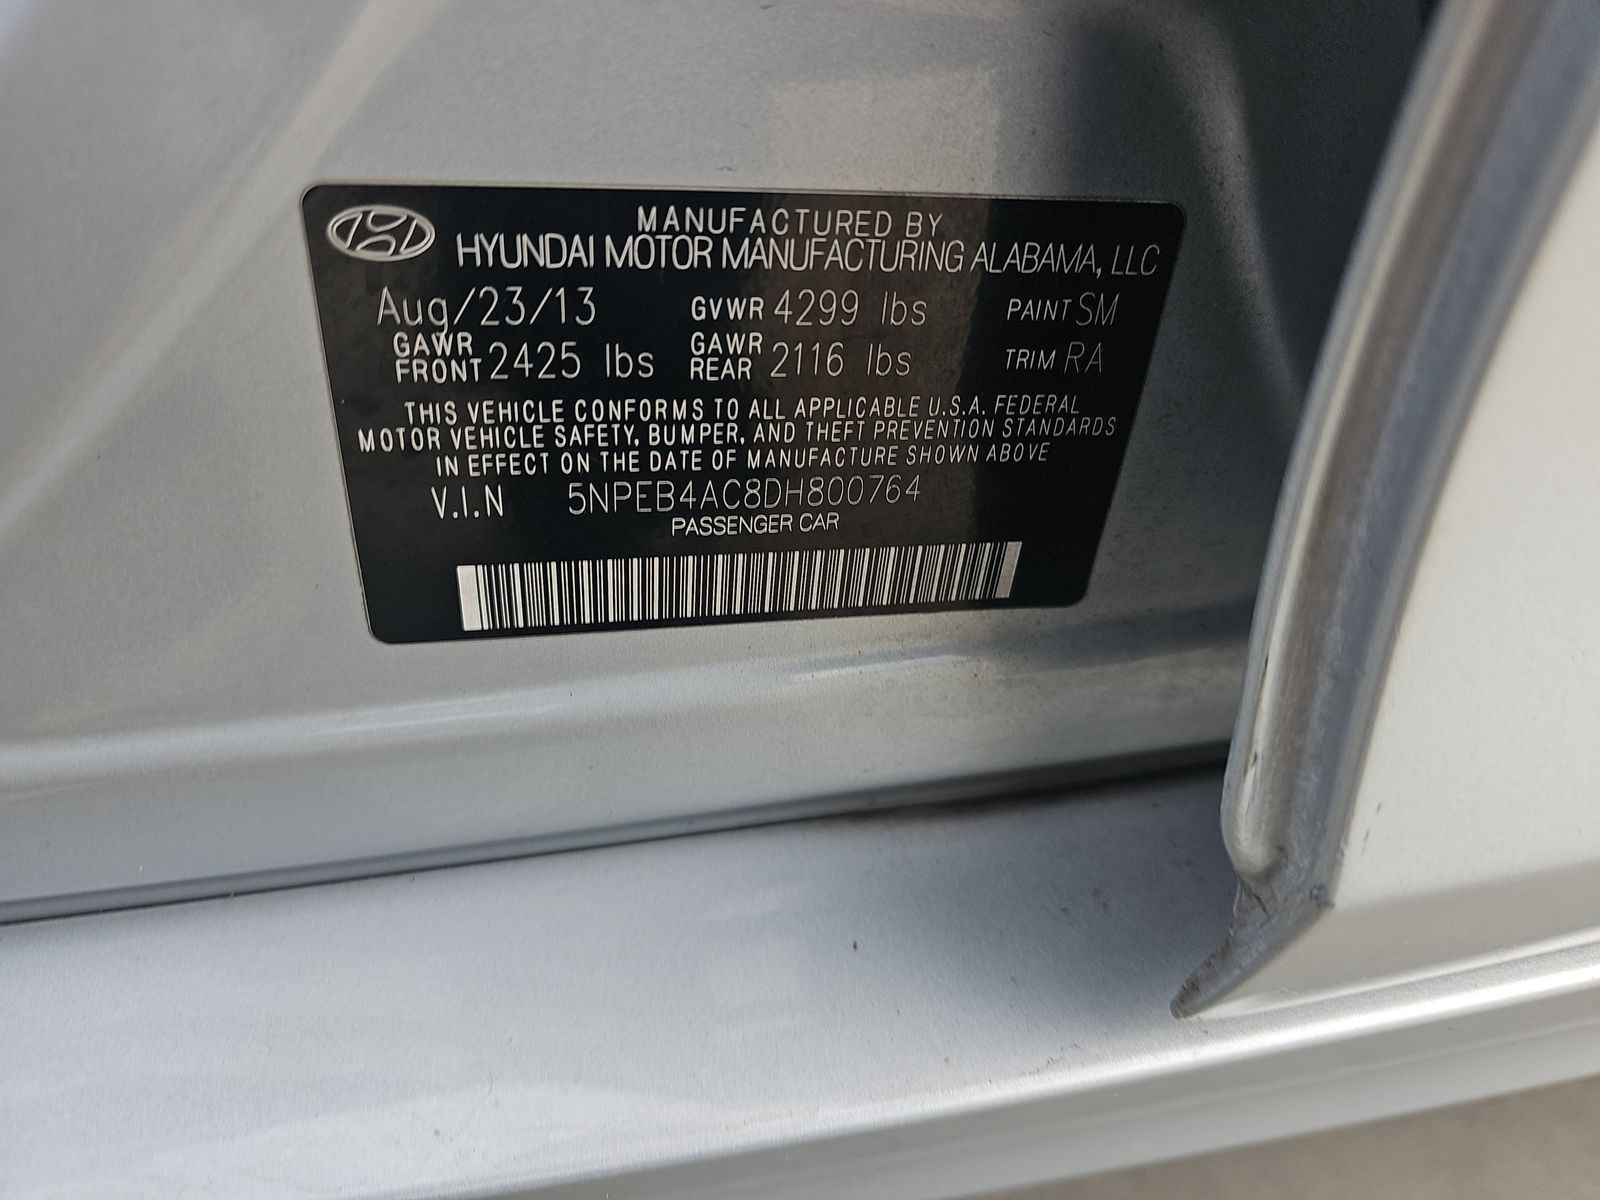 MANUFACTURED BY
HYUNDAI MOTOR MANUFACTURING ALABAMA, LLC
Aug/23/13 GVWR 4299 lbs PAINT SM
GAWR FRONT 2425 lbs GAWR REAR 2116 lbs TRIM RA
THIS VEHICLE CONFORMS TO ALL APPLICABLE U.S.A. FEDERAL
MOTOR VEHICLE SAFETY, BUMPER, AND THEFT PREVENTION STANDARDS
IN EFFECT ON THE DATE OF MANUFACTURE SHOWN ABOVE
V.I.N 5NPEB4AC8DH800764
PASSENGER CAR